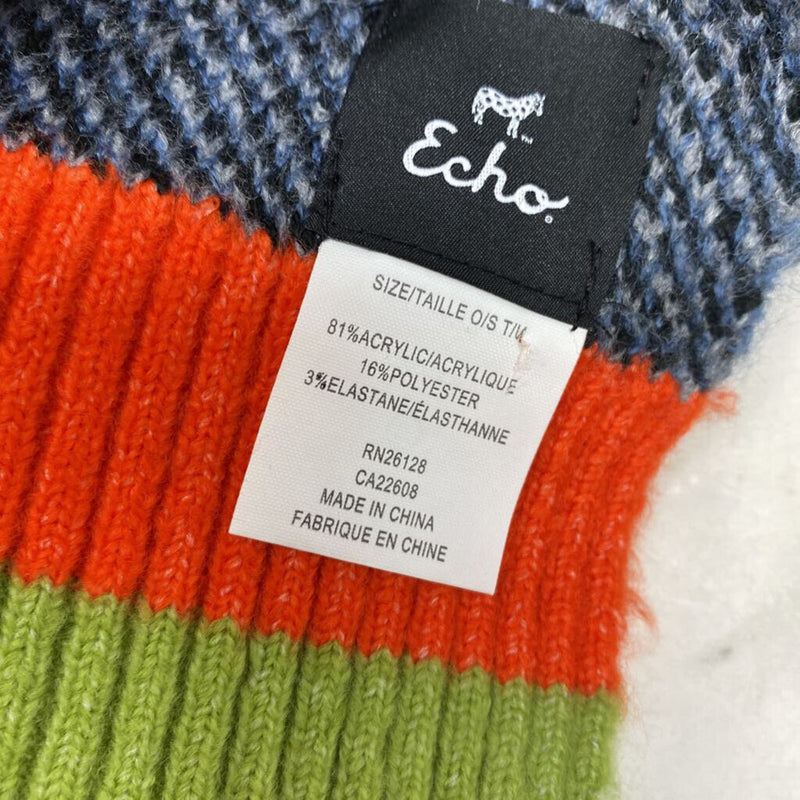 Echo
SIZE/TAILLE O/S T/U
81%ACRYLIC/ACRYLIQUE
16%POLYESTER
3%ELASTANE/ÉLASTHANNE
RN26128
CA22608
MADE IN CHINA
FABRIQUE EN CHINE